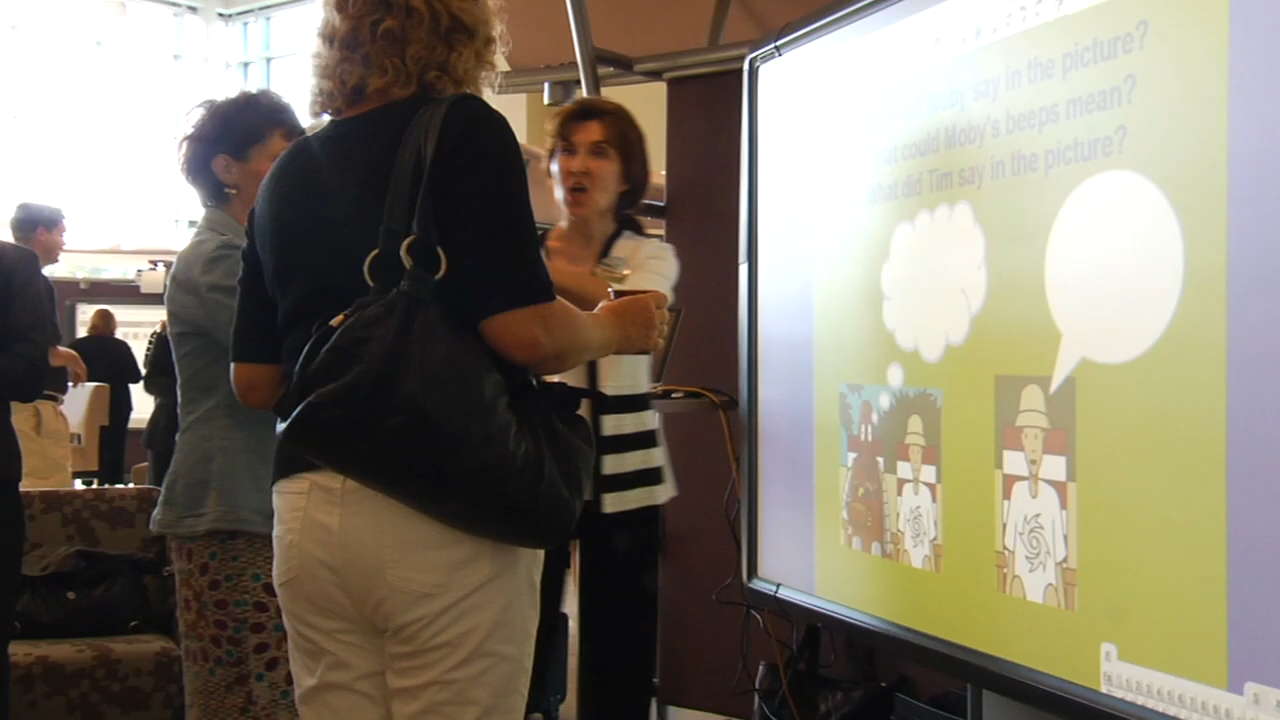 say in the picture?
could Moby's beeps mean?
what did Tim say in the picture?